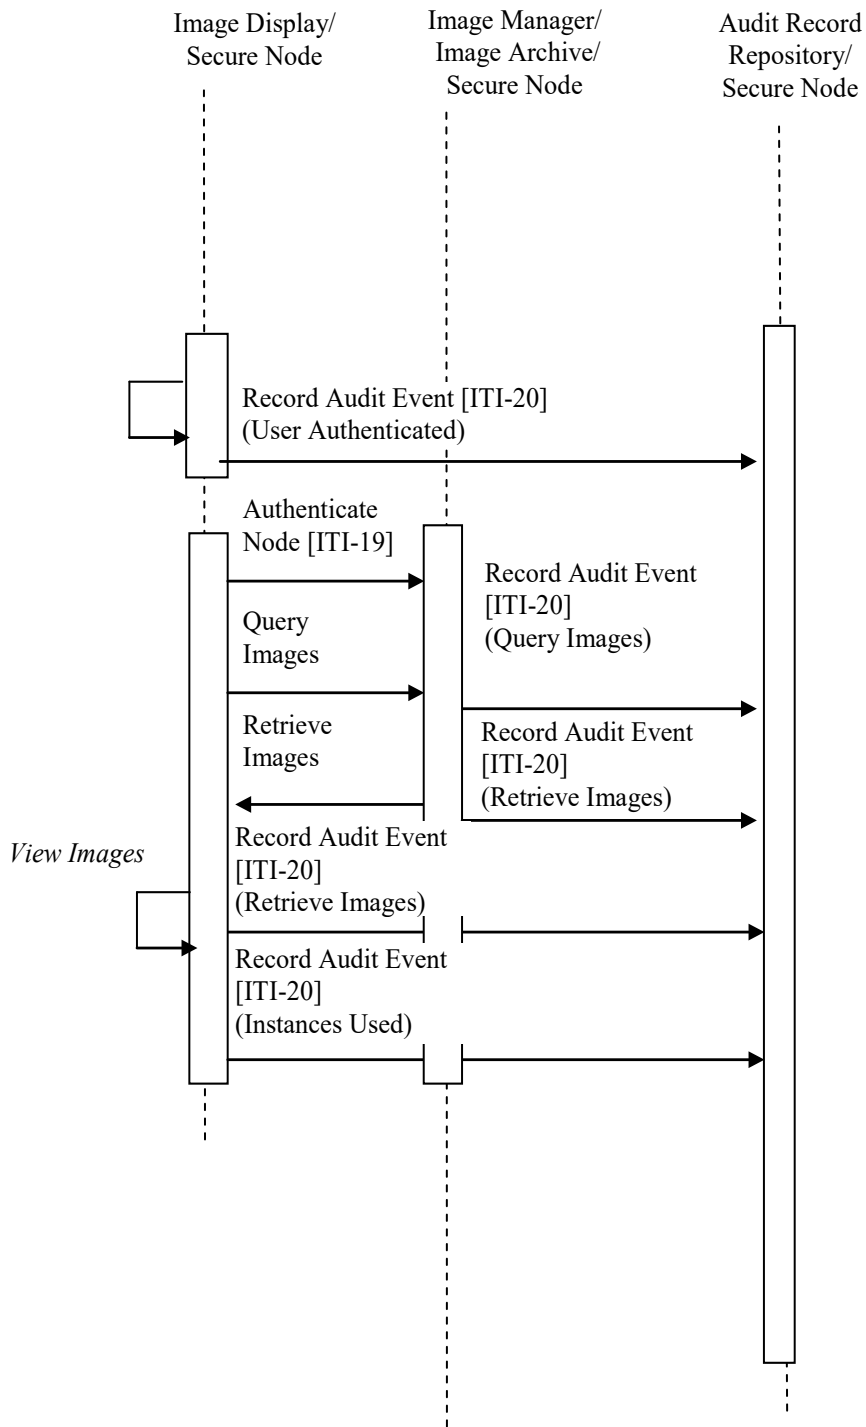 Image Display/
Secure Node
Image Manager/
Image Archive/
Secure Node
Audit Record
Repository/
Secure Node
Record Audit Event [ITI-20]
(User Authenticated)
Authenticate
Node [ITI-19]
Record Audit Event
[ITI-20]
(Query Images)
Query
Images
Retrieve
Images
Record Audit Event
[ITI-20]
(Retrieve Images)
View Images
Record Audit Event
[ITI-20]
(Retrieve Images)
Record Audit Event
[ITI-20]
(Instances Used)